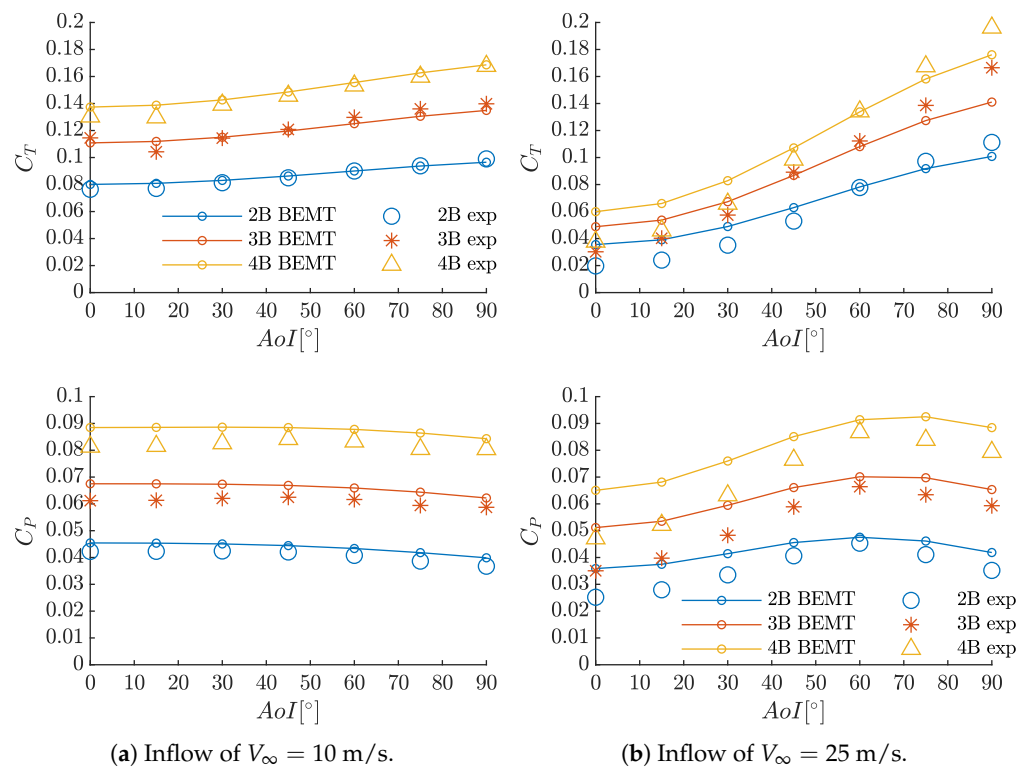 0.2
0.18
0.16
0.14
0.12
0.1
0.08
0.06
0.04
0.02
0
C_T
2B BEMT 2B exp
3B BEMT 3B exp
4B BEMT 4B exp
0 10 20 30 40 50 60 70 80 90
AoI[°]
0.2
0.18
0.16
0.14
0.12
0.1
0.08
0.06
0.04
0.02
0
C_T
0 10 20 30 40 50 60 70 80 90
AoI[°]
0.1
0.09
0.08
0.07
0.06
0.05
0.04
0.03
0.02
0.01
0
C_P
0 10 20 30 40 50 60 70 80 90
AoI[°]
(a) Inflow of V∞ = 10 m/s.
0.1
0.09
0.08
0.07
0.06
0.05
0.04
0.03
0.02
0.01
0
C_P
2B BEMT 2B exp
3B BEMT 3B exp
4B BEMT 4B exp
0 10 20 30 40 50 60 70 80 90
AoI[°]
(b) Inflow of V∞ = 25 m/s.